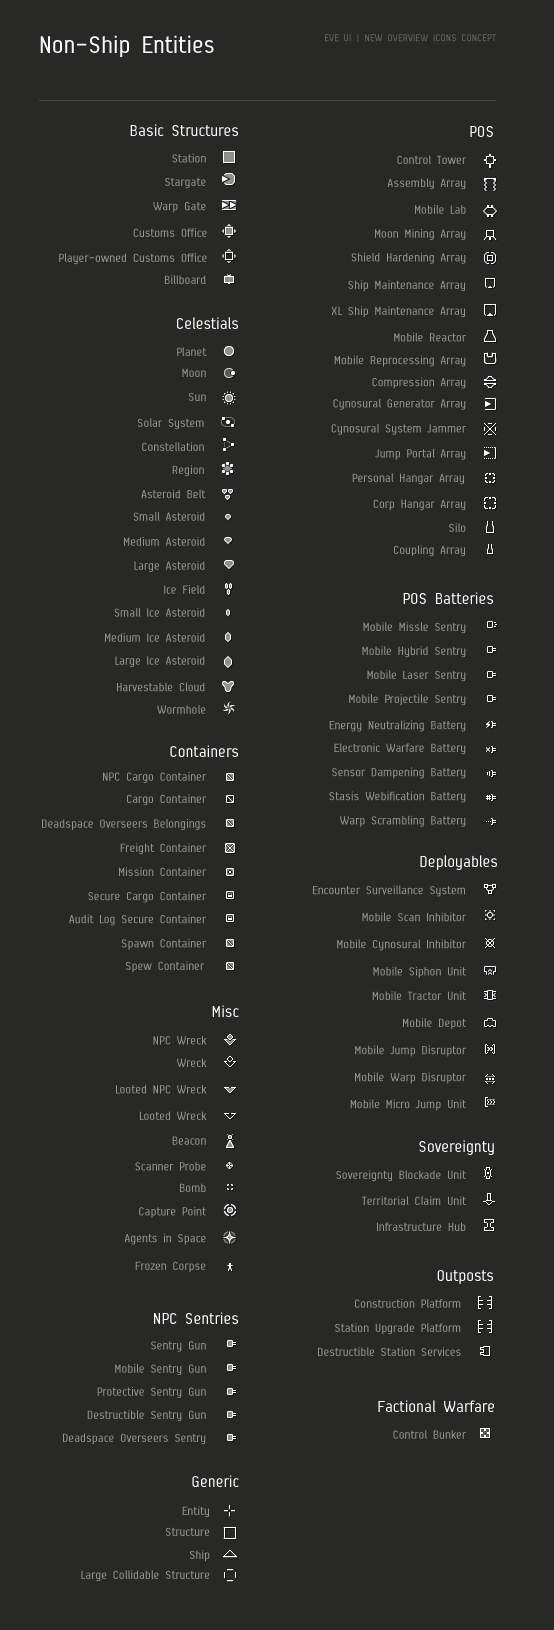 Non-Ship Entities
EVE UI | NEW OVERVIEW ICONS CONCEPT
Basic Structures
Station
Stargate
Warp Gate
Customs Office
Player-owned Customs Office
Billboard
Celestials
Planet
Moon
Sun
Solar System
Constellation
Region
Asteroid Belt
Small Asteroid
Medium Asteroid
Large Asteroid
Ice Field
Small Ice Asteroid
Medium Ice Asteroid
Large Ice Asteroid
Harvestable Cloud
Wormhole
Containers
NPC Cargo Container
Cargo Container
Deadspace Overseers Belongings
Freight Container
Mission Container
Secure Cargo Container
Audit Log Secure Container
Spawn Container
Spew Container
Misc
NPC Wreck
Wreck
Looted NPC Wreck
Looted Wreck
Beacon
Scanner Probe
Bomb
Capture Point
Agents in Space
Frozen Corpse
NPC Sentries
Sentry Gun
Mobile Sentry Gun
Protective Sentry Gun
Destructible Sentry Gun
Deadspace Overseers Sentry
Generic
Entity
Structure
Ship
Large Collidable Structure
POS
Control Tower
Assembly Array
Mobile Lab
Moon Mining Array
Shield Hardening Array
Ship Maintenance Array
XL Ship Maintenance Array
Mobile Reactor
Mobile Reprocessing Array
Compression Array
Cynosural Generator Array
Cynosural System Jammer
Jump Portal Array
Personal Hangar Array
Corp Hangar Array
Silo
Coupling Array
POS Batteries
Mobile Missle Sentry
Mobile Hybrid Sentry
Mobile Laser Sentry
Mobile Projectile Sentry
Energy Neutralizing Battery
Electronic Warfare Battery
Sensor Dampening Battery
Stasis Webification Battery
Warp Scrambling Battery
Deployables
Encounter Surveillance System
Mobile Scan Inhibitor
Mobile Cynosural Inhibitor
Mobile Siphon Unit
Mobile Tractor Unit
Mobile Depot
Mobile Jump Disruptor
Mobile Warp Disruptor
Mobile Micro Jump Unit
Sovereignty
Sovereignty Blockade Unit
Territorial Claim Unit
Infrastructure Hub
Outposts
Construction Platform
Station Upgrade Platform
Destructible Station Services
Factional Warfare
Control Bunker